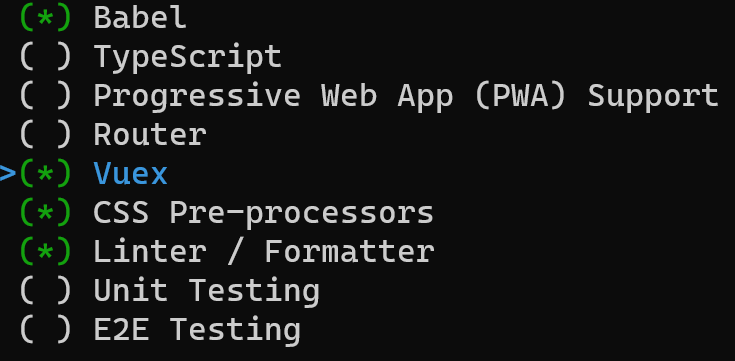 (*) Babel
( ) TypeScript
( ) Progressive Web App (PWA) Support
( ) Router
>(*) Vuex
(*) CSS Pre-processors
(*) Linter / Formatter
( ) Unit Testing
( ) E2E Testing